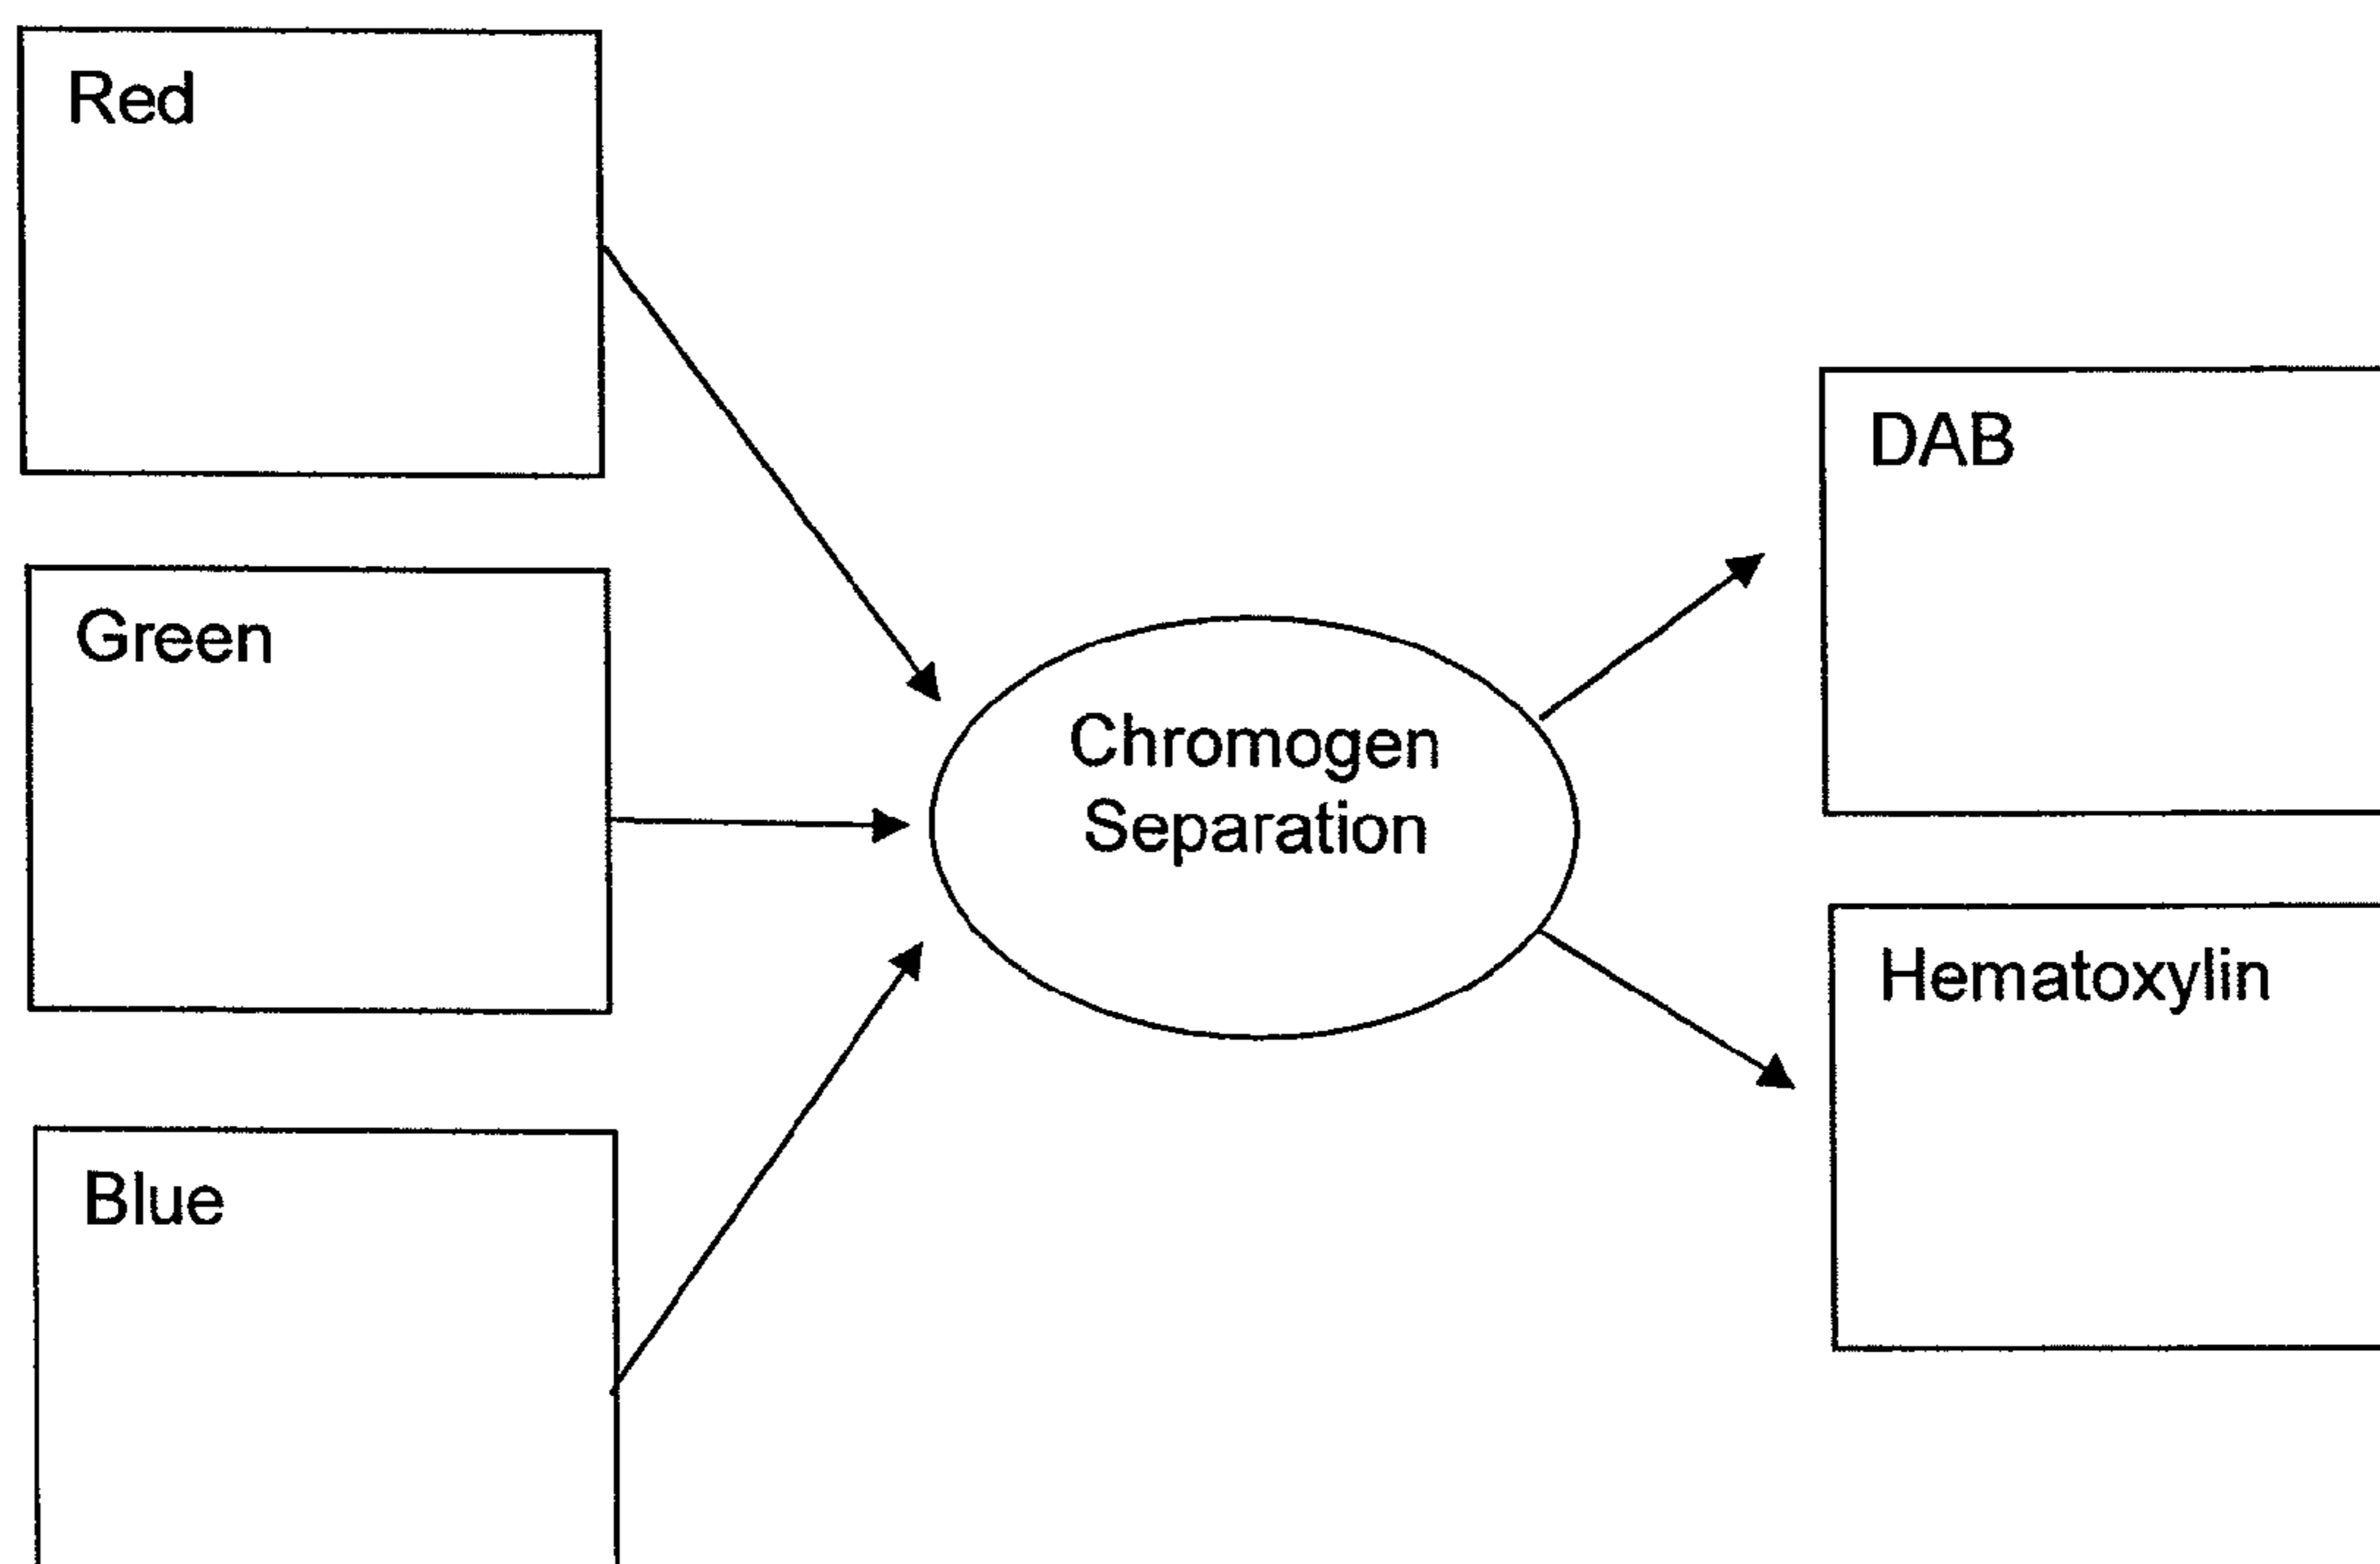 Red
Green
Blue
Chromogen
Separation
DAB
Hematoxylin